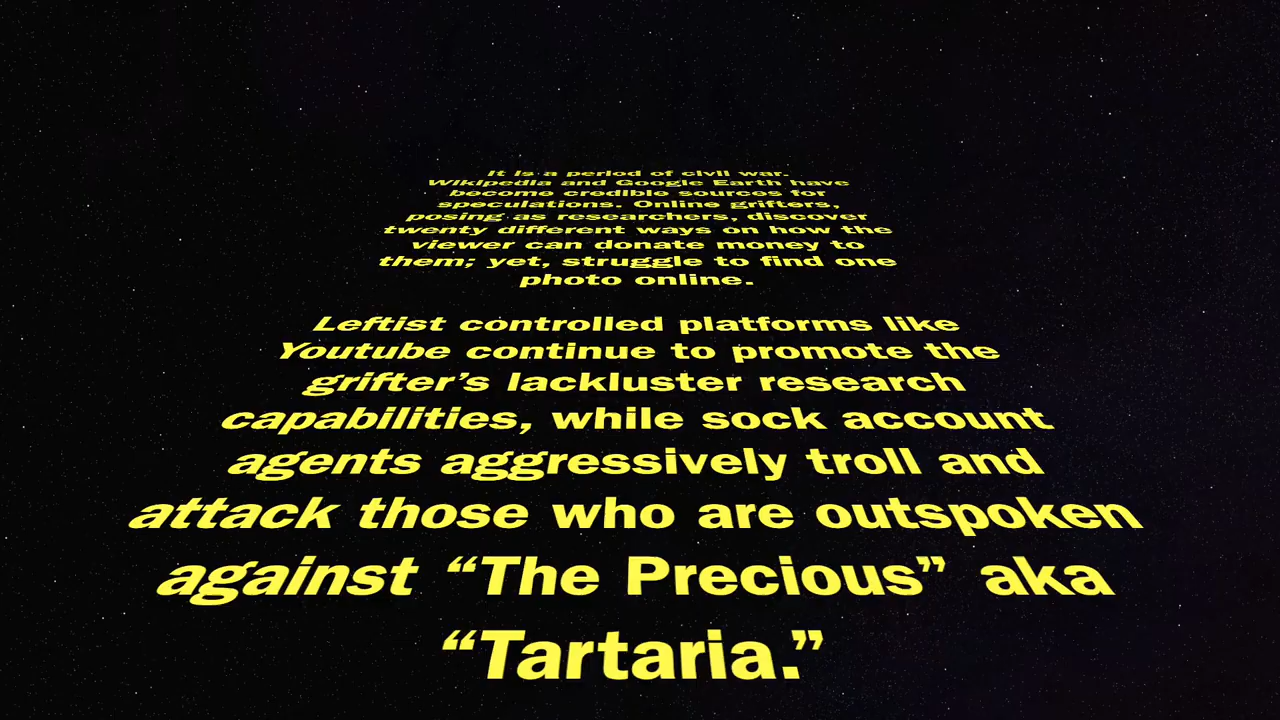 It is a period of civil war.
Wikipedia and Google Earth have
become credible sources for
speculations. Online grifters,
posing as researchers, discover
twenty different ways on how the
viewer can donate money to
them; yet, struggle to find one
photo online.
Leftist controlled platforms like
Youtube continue to promote the
grifter’s lackluster research
capabilities, while sock account
agents aggressively troll and
attack those who are outspoken
against “The Precious” aka
“Tartaria.”